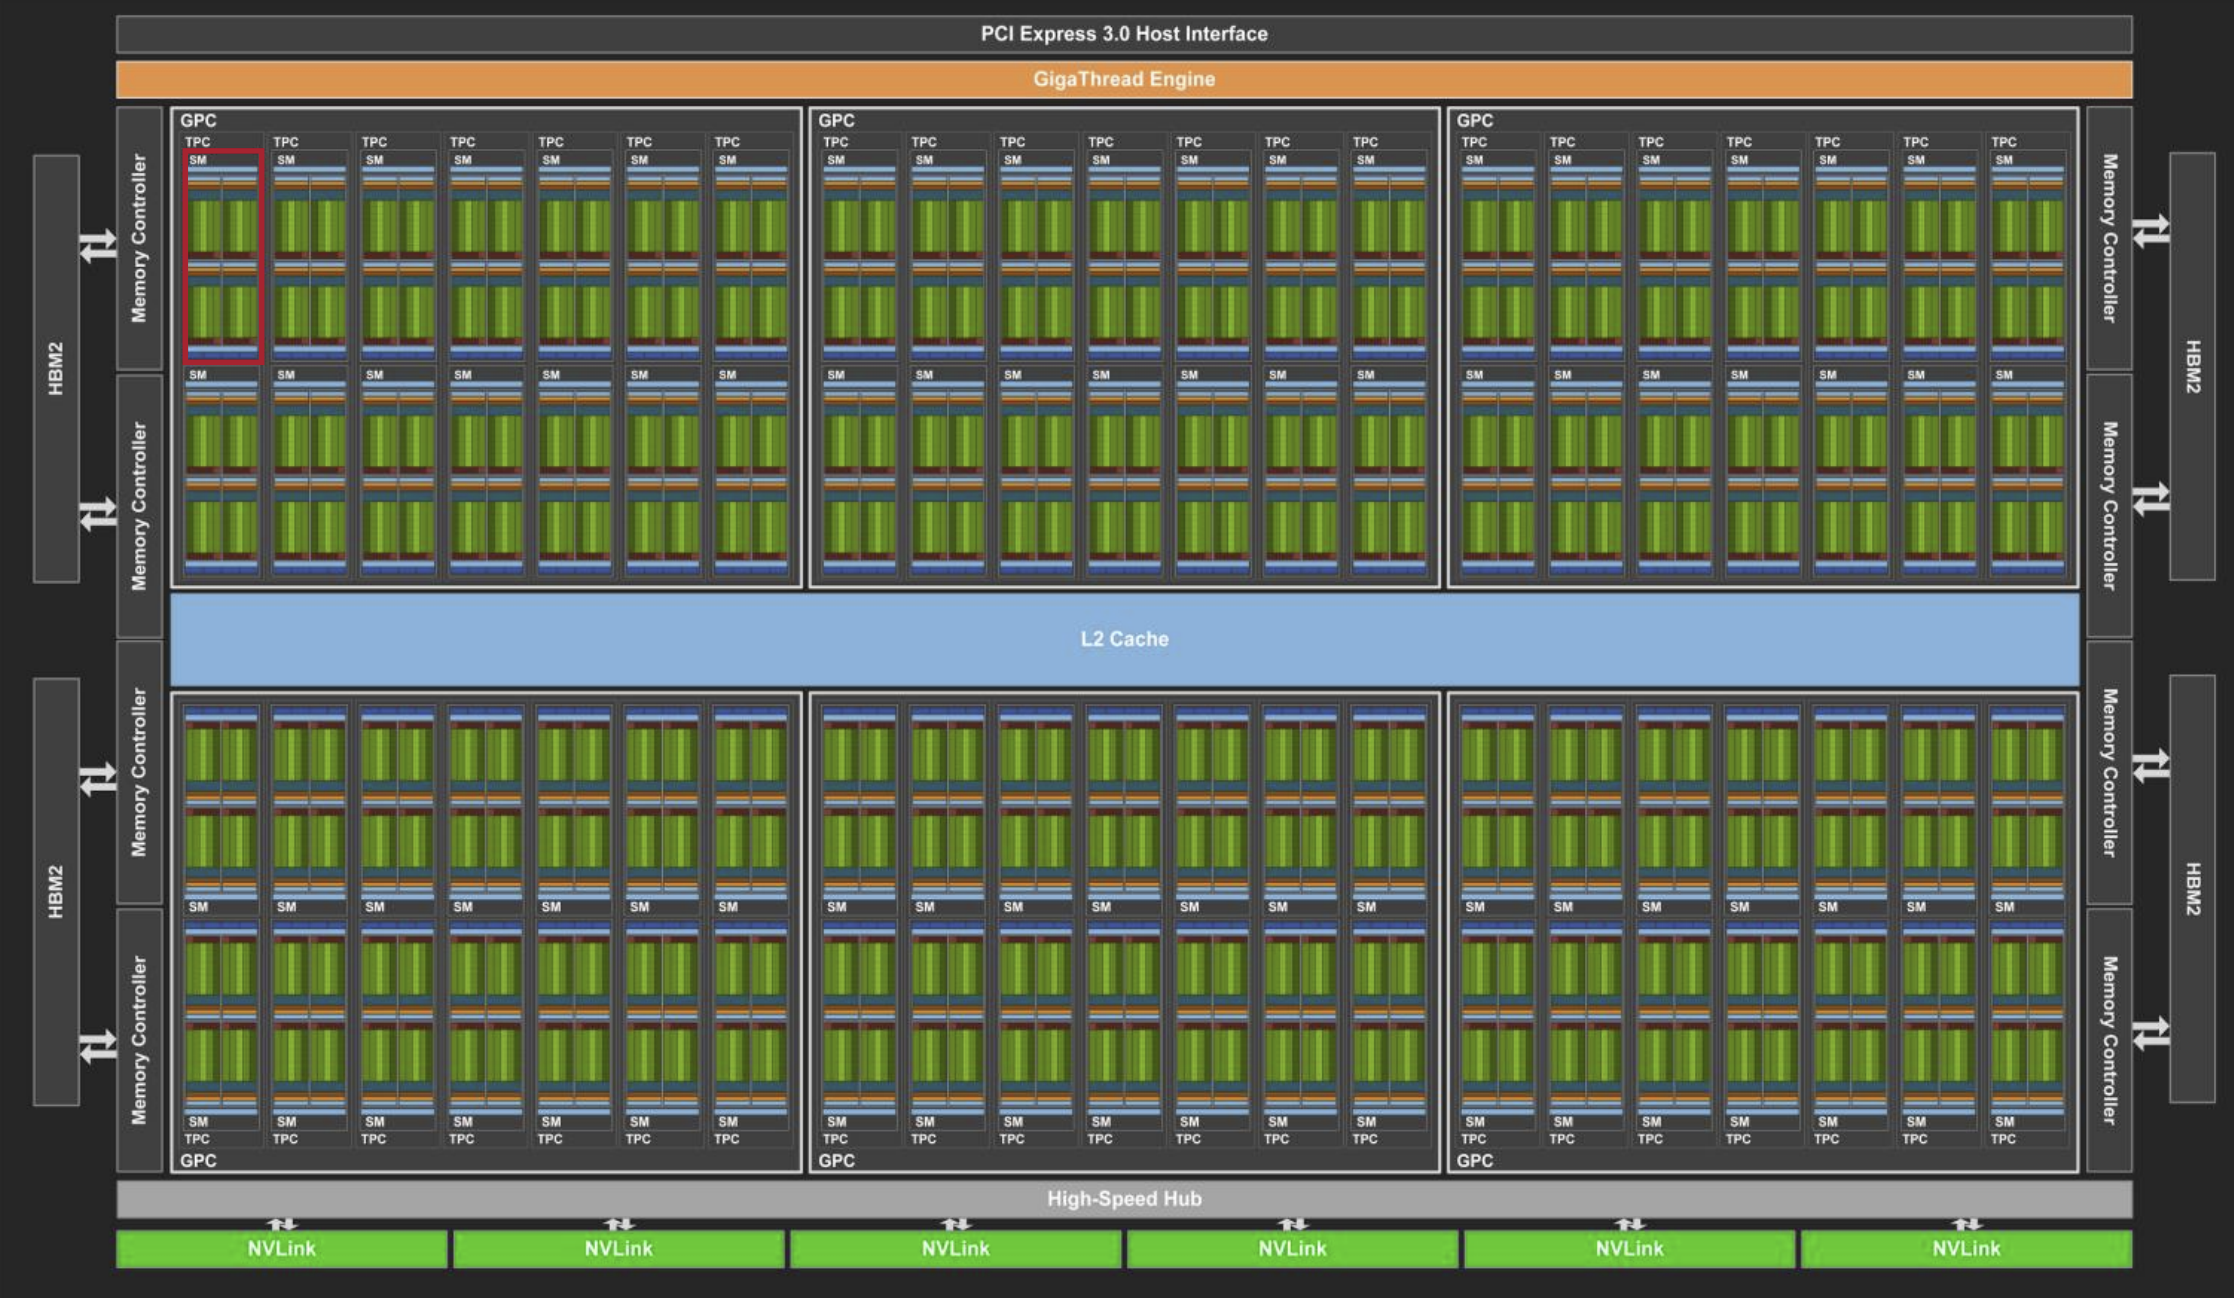 PCI Express 3.0 Host Interface
GigaThread Engine
GPC GPC GPC
TPC TPC TPC TPC TPC TPC TPC TPC TPC TPC TPC TPC TPC TPC TPC TPC TPC TPC TPC TPC TPC
SM SM SM SM SM SM SM SM SM SM SM SM SM SM SM SM SM SM SM SM SM
Memory Controller
Memory Controller
HBM2
HBM2
SM SM SM SM SM SM SM SM SM SM SM SM SM SM SM SM SM SM SM SM SM
Memory Controller
Memory Controller
L2 Cache
Memory Controller
Memory Controller
HBM2
HBM2
SM SM SM SM SM SM SM SM SM SM SM SM SM SM SM SM SM SM SM SM SM
Memory Controller
Memory Controller
SM SM SM SM SM SM SM SM SM SM SM SM SM SM SM SM SM SM SM SM SM
TPC TPC TPC TPC TPC TPC TPC TPC TPC TPC TPC TPC TPC TPC TPC TPC TPC TPC TPC TPC TPC
GPC GPC GPC
High-Speed Hub
NVLink NVLink NVLink NVLink NVLink NVLink